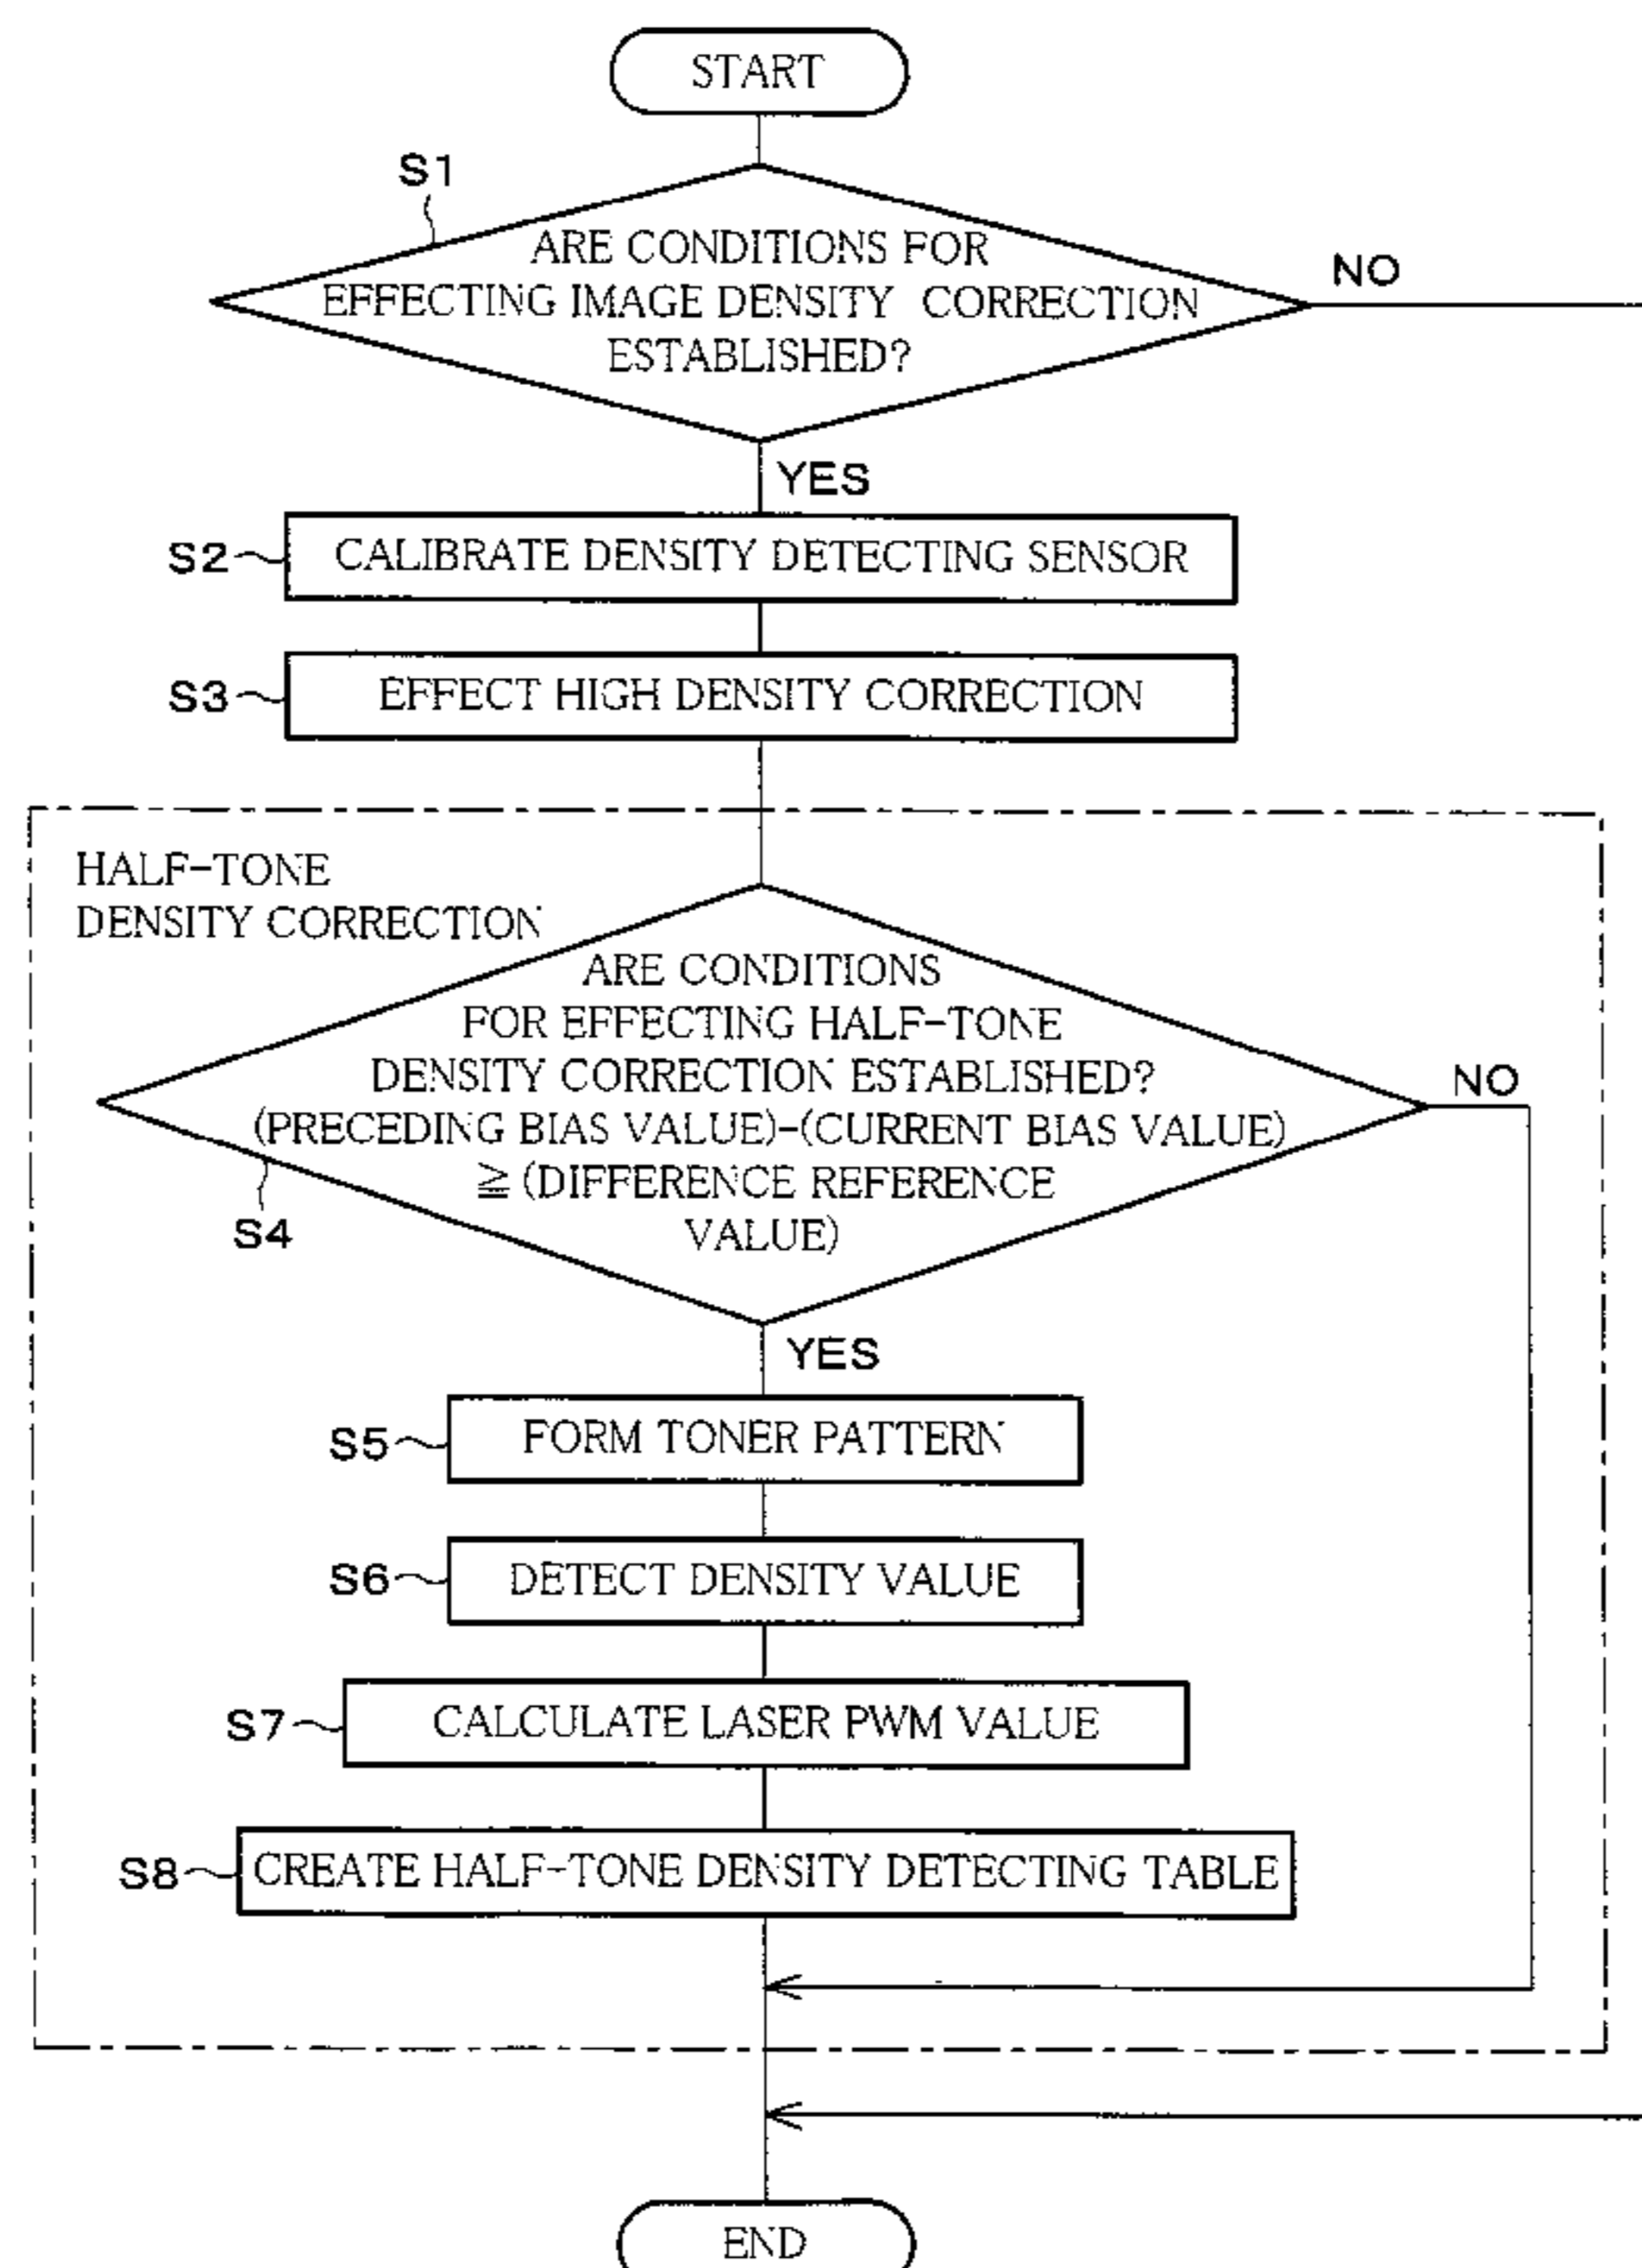 START
S1
ARE CONDITIONS FOR
EFFECTING IMAGE DENSITY CORRECTION
ESTABLISHED?
NO
YES
S2
CALIBRATE DENSITY DETECTING SENSOR
S3
EFFECT HIGH DENSITY CORRECTION
HALF-TONE
DENSITY CORRECTION
ARE CONDITIONS
FOR EFFECTING HALF-TONE
DENSITY CORRECTION ESTABLISHED?
(PRECEDING BIAS VALUE)-(CURRENT BIAS VALUE)
≧(DIFFERENCE REFERENCE
VALUE)
NO
S4
YES
S5
FORM TONER PATTERN
S6
DETECT DENSITY VALUE
S7
CALCULATE LASER PWM VALUE
S8
CREATE HALF-TONE DENSITY DETECTING TABLE
END